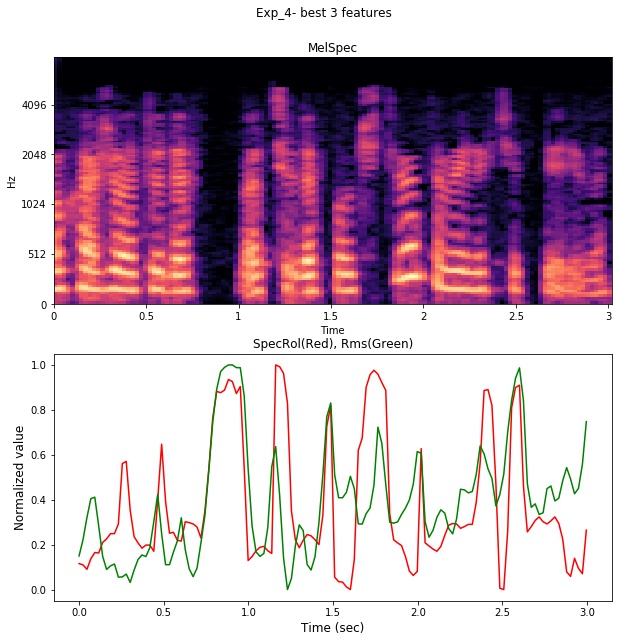 Exp_4- best 3 features
MelSpec
Hz
4096
2048
1024
512
0
0 0.5 1 1.5 2 2.5 3
Time
SpecRol(Red), Rms(Green)
Normalized value
1.0
0.8
0.6
0.4
0.2
0.0
0.0 0.5 1.0 1.5 2.0 2.5 3.0
Time (sec)